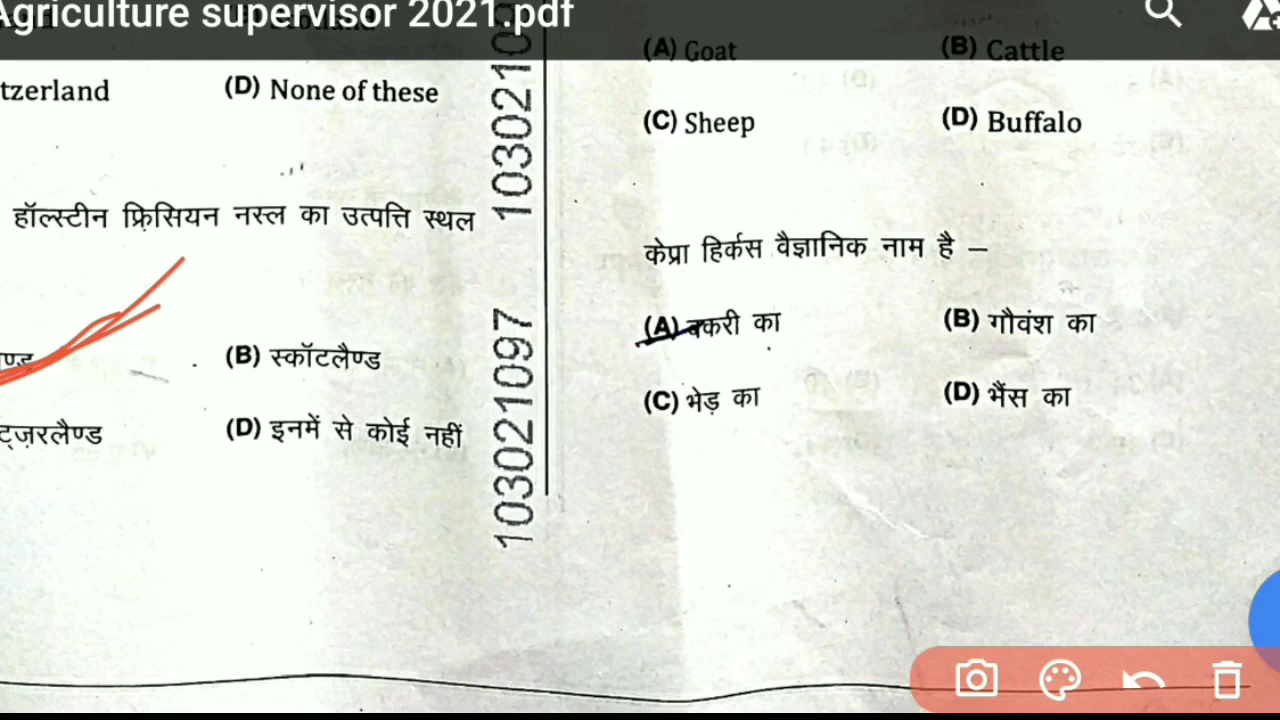 Agriculture supervisor 2021.pdf
tzerland
(D) None of these
हॉल्स्टीन फ्रिसियन नस्ल का उत्पत्ति स्थल
ण्ड
(B) स्कॉटलैण्ड
ट्ज़रलैण्ड
(D) इनमें से कोई नहीं
10302109
103021097
(A) Goat
(B) Cattle
(C) Sheep
(D) Buffalo
केप्रा हिर्कस वैज्ञानिक नाम है –
(A) बकरी का
(B) गौवंश का
(C) भेड़ का
(D) भैंस का